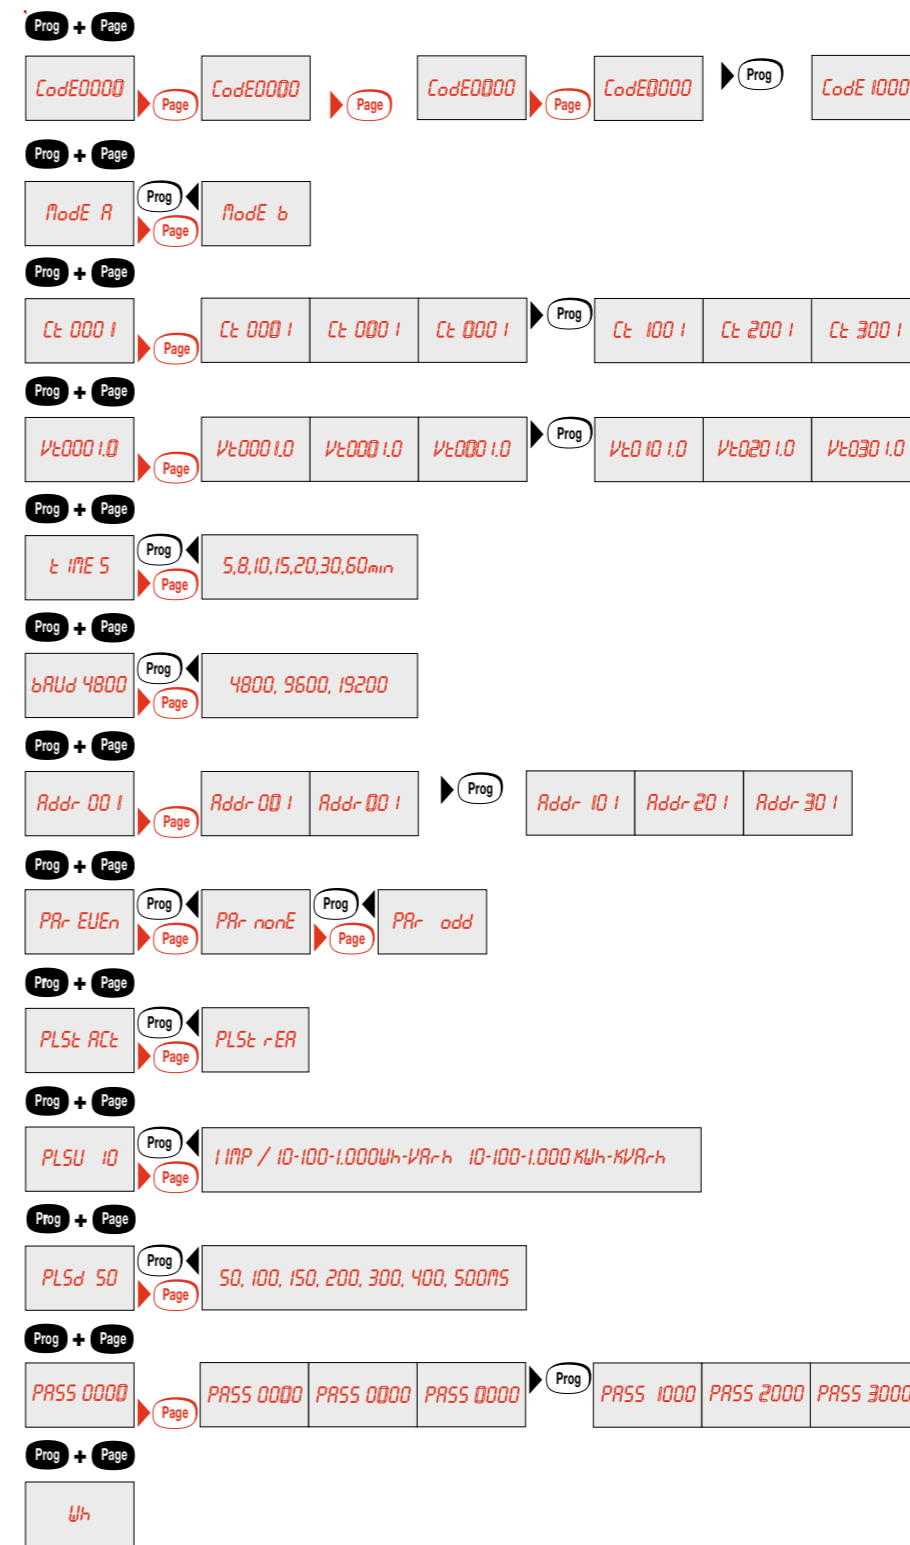 Prog + Page
CodE0000 Page CodE0000 Page CodE0000 Page CodE0000 Prog CodE 1000
Prog + Page
ModE A Prog Page ModE b
Prog + Page
Ct 0001 Page Ct 0001 Ct 0001 Ct 0001 Prog Ct 1001 Ct 2001 Ct 3001
Prog + Page
Vt0001.0 Page Vt0001.0 Vt0001.0 Vt0001.0 Prog Vt0101.0 Vt0201.0 Vt0301.0
Prog + Page
tIME 5 Prog Page 5,8,10,15,20,30,60min
Prog + Page
bAUd 4800 Prog Page 4800, 9600, 19200
Prog + Page
Addr 001 Page Addr 001 Addr 001 Prog Addr 101 Addr 201 Addr 301
Prog + Page
PAr EVEn Prog Page PAr nonE Prog Page PAr odd
Prog + Page
PLSt ACt Prog Page PLSt rEA
Prog + Page
PLSU 10 Prog Page 1 IMP / 10-100-1.000Wh-VArh 10-100-1.000 KWh-KVArh
Prog + Page
PLSd 50 Prog Page 50, 100, 150, 200, 300, 400, 500MS
Prog + Page
PASS 0000 Page PASS 0000 PASS 0000 PASS 0000 Prog PASS 1000 PASS 2000 PASS 3000
Prog + Page
Wh